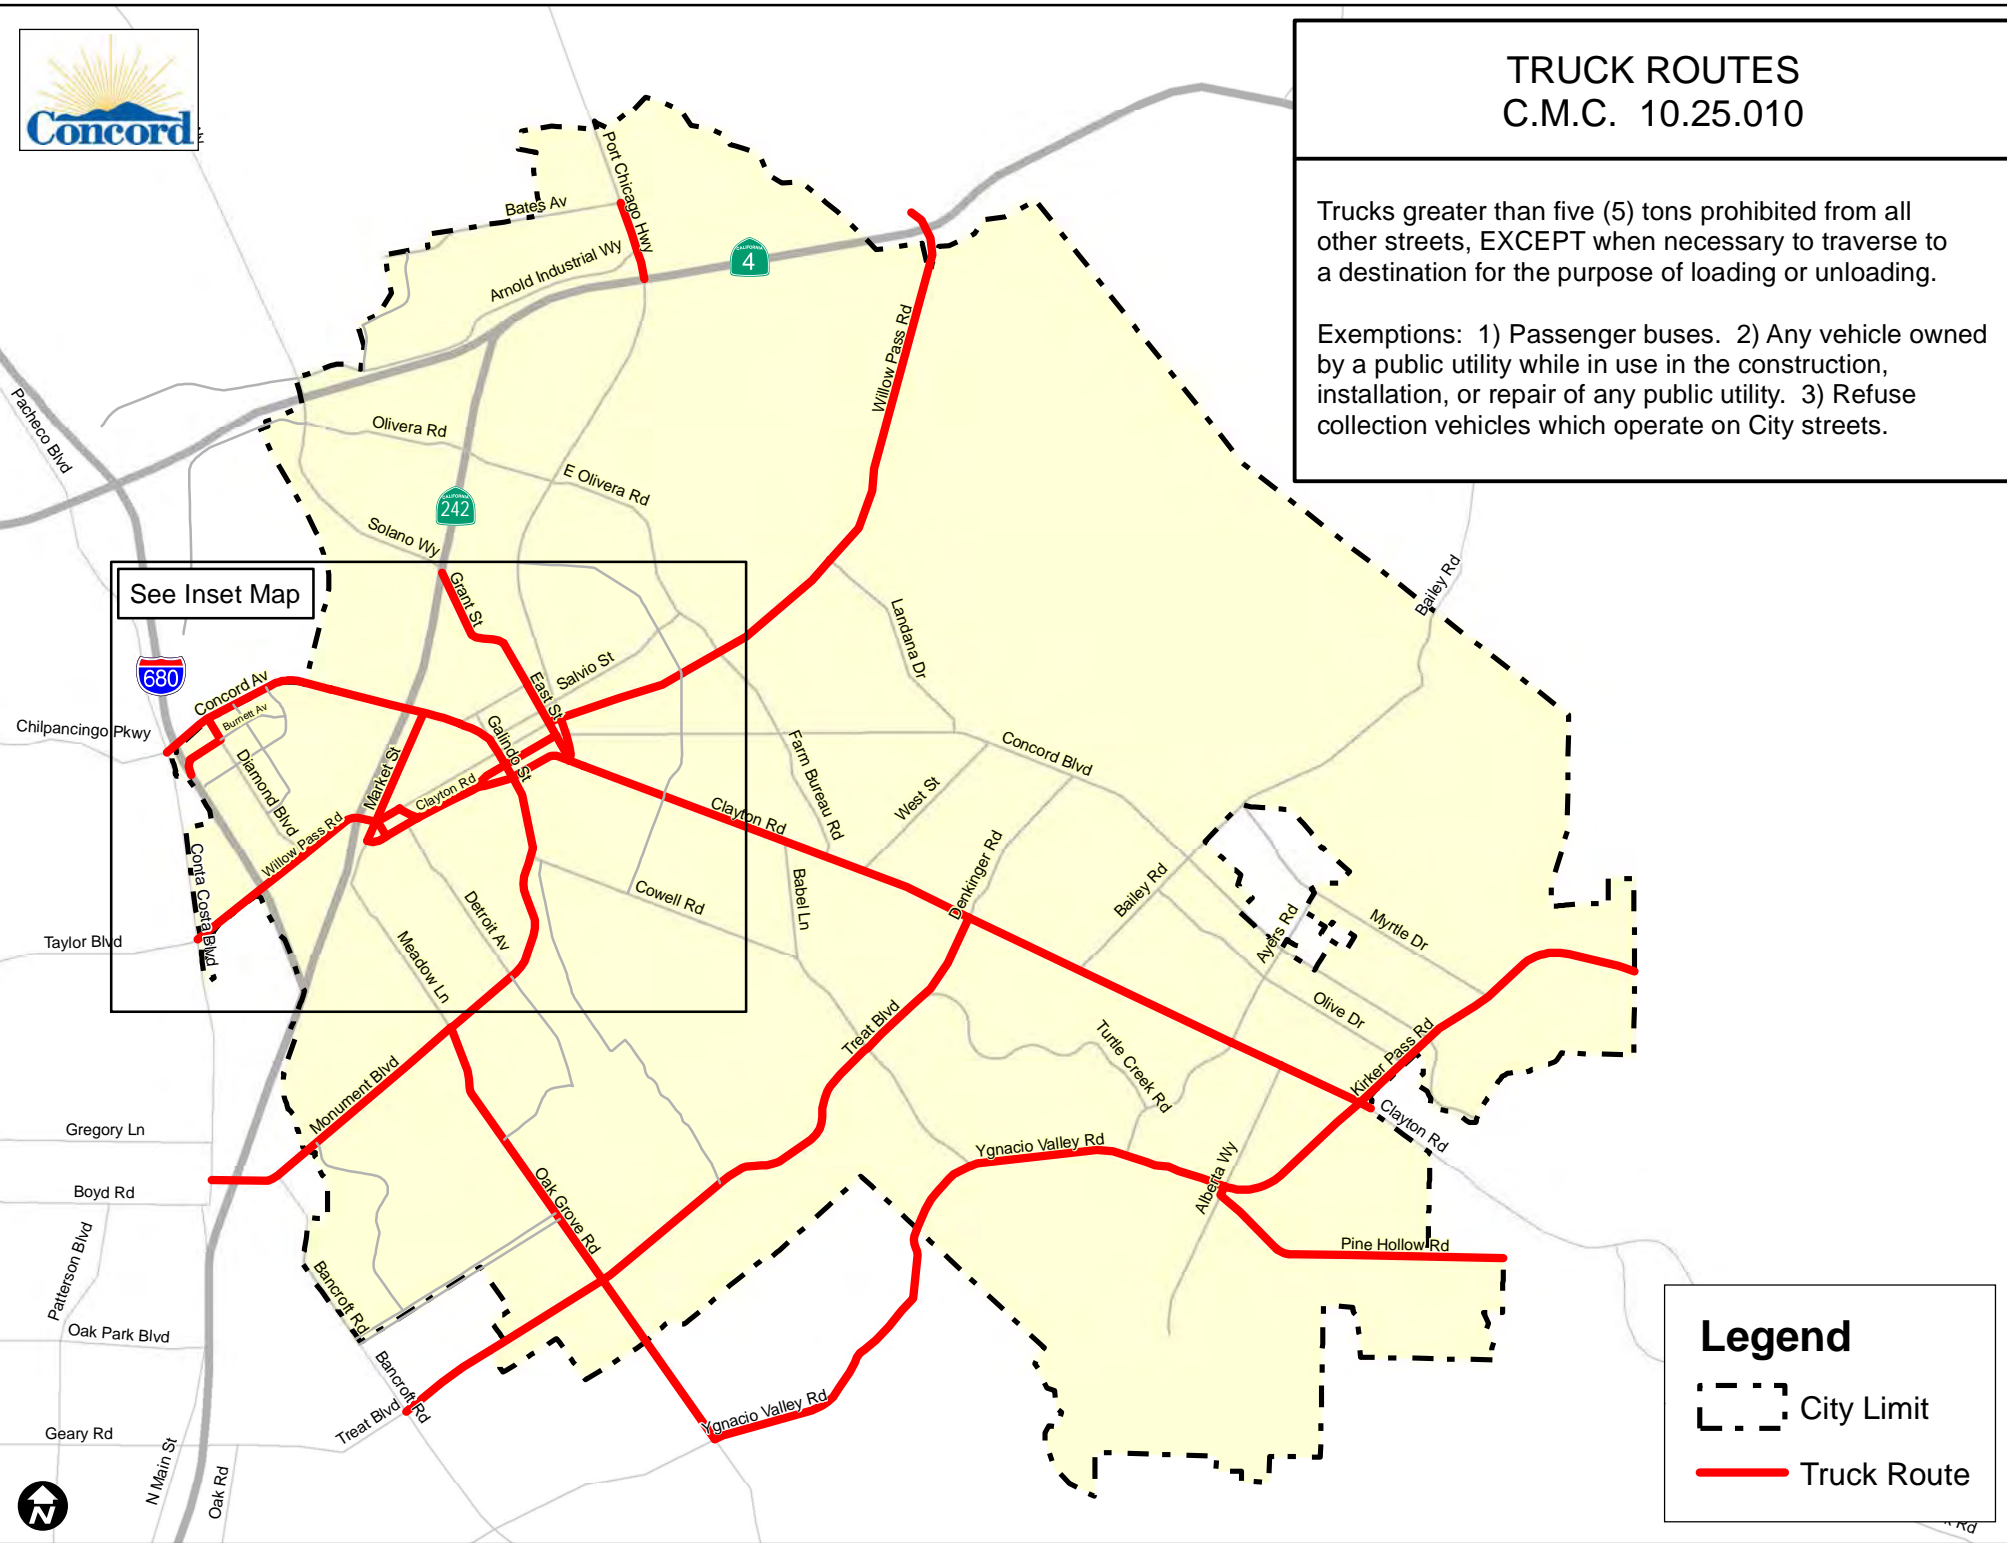 Concord
TRUCK ROUTES
C.M.C. 10.25.010
Trucks greater than five (5) tons prohibited from all
other streets, EXCEPT when necessary to traverse to
a destination for the purpose of loading or unloading.
Exemptions: 1) Passenger buses. 2) Any vehicle owned
by a public utility while in use in the construction,
installation, or repair of any public utility. 3) Refuse
collection vehicles which operate on City streets.
Port Chicago Hwy
Bates Av
Arnold Industrial Wy
CALIFORNIA
4
Willow Pass Rd
Pacheco Blvd
Olivera Rd
E Olivera Rd
CALIFORNIA
242
Solano Wy
See Inset Map
Grant St
Landana Dr
Bailey Rd
680
Concord Av
Salvio St
East St
Burnett Av
Chilpancingo Pkwy
Galindo St
Diamond Blvd
Market St
Clayton Rd
Farm Bureau Rd
Concord Blvd
West St
Clayton Rd
Willow Pass Rd
Conta Costa Blvd
Denkinger Rd
Babel Ln
Cowell Rd
Detroit Av
Bailey Rd
Ayers Rd
Myrtle Dr
Taylor Blvd
Meadow Ln
Olive Dr
Treat Blvd
Turtle Creek Rd
Kirker Pass Rd
Monument Blvd
Clayton Rd
Gregory Ln
Ygnacio Valley Rd
Alberta Wy
Boyd Rd
Oak Grove Rd
Pine Hollow Rd
Patterson Blvd
Bancroft Rd
Oak Park Blvd
Bancroft Rd
Ygnacio Valley Rd
Treat Blvd
Geary Rd
N Main St
Oak Rd
N
Legend
City Limit
Truck Route
Rd